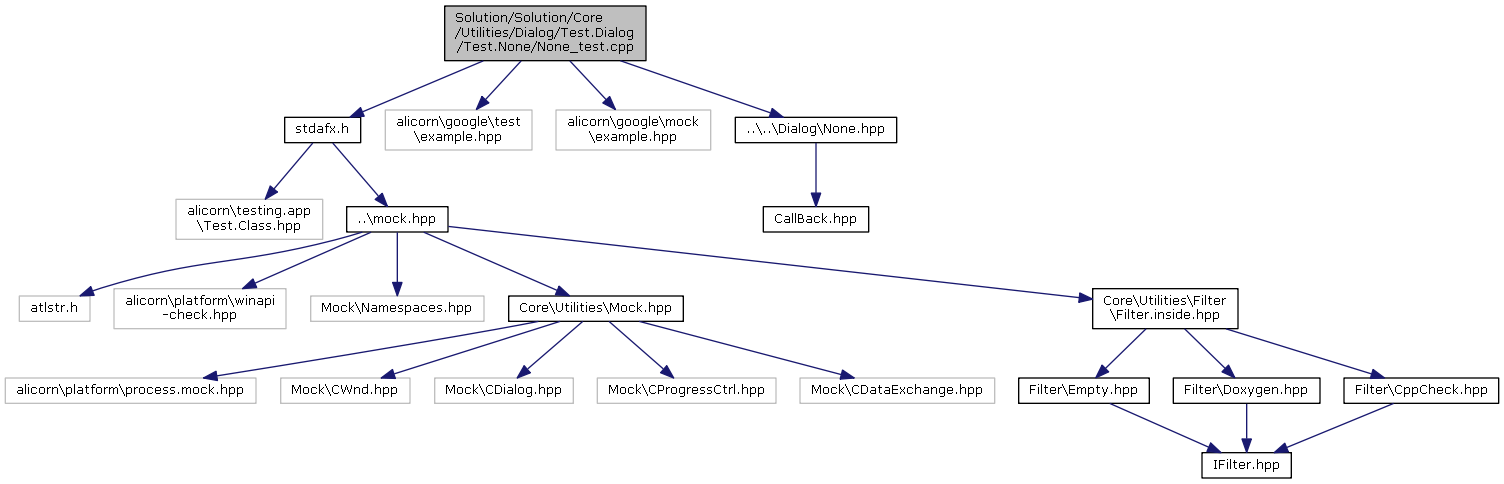 Solution/Solution/Core
/Utilities/Dialog/Test.Dialog
/Test.None/None_test.cpp
stdafx.h
alicorn\google\test
\example.hpp
alicorn\google\mock
\example.hpp
..\..\Dialog\None.hpp
alicorn\testing.app
\Test.Class.hpp
..\mock.hpp
CallBack.hpp
atlstr.h
alicorn\platform\winapi
-check.hpp
Mock\Namespaces.hpp
Core\Utilities\Mock.hpp
Core\Utilities\Filter
\Filter.inside.hpp
alicorn\platform\process.mock.hpp
Mock\CWnd.hpp
Mock\CDialog.hpp
Mock\CProgressCtrl.hpp
Mock\CDataExchange.hpp
Filter\Empty.hpp
Filter\Doxygen.hpp
Filter\CppCheck.hpp
IFilter.hpp